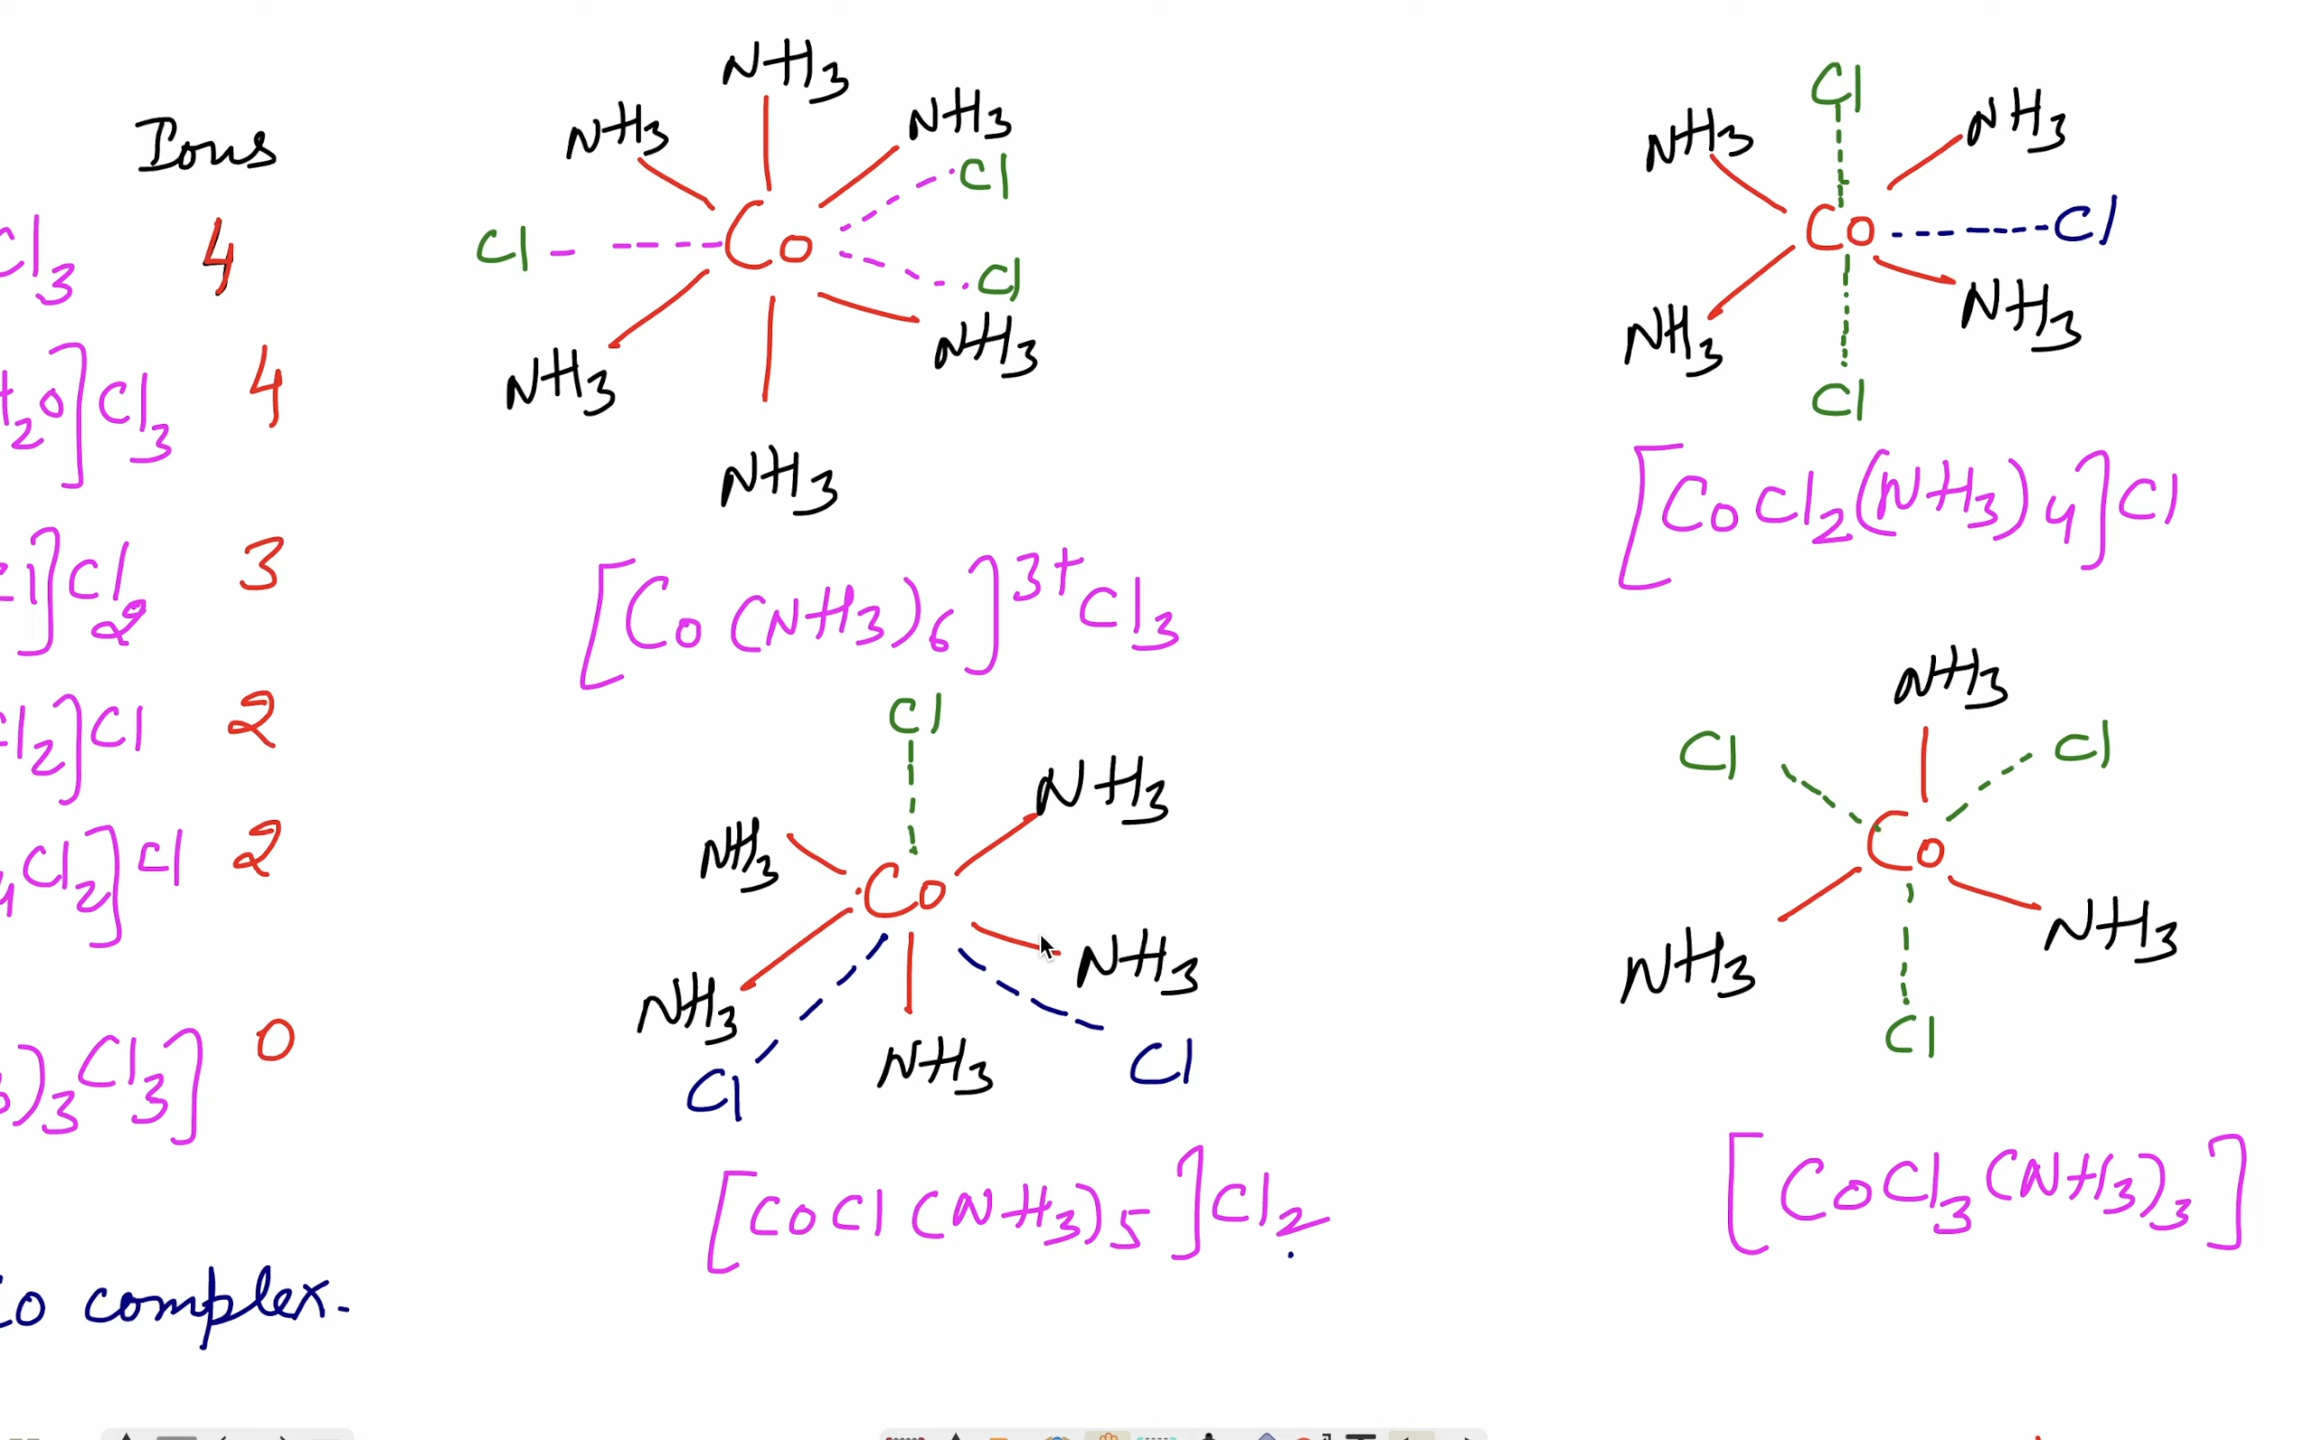 Ions
Cl3 4
H2O]Cl3 4
Cl]Cl2 3
Cl2]Cl 2
4Cl2]Cl 2
)3Cl3] 0
Co complex.
NH3
NH3 NH3
Cl
Cl Co
Cl
NH3 NH3
NH3
[Co(NH3)6]3+Cl3
Cl
NH3
NH3
Co
NH3
NH3
NH3
Cl Cl
[CoCl(NH3)5]Cl2
Cl
NH3 NH3
Co Cl
NH3 NH3
Cl
[CoCl2(NH3)4]Cl
NH3
Cl Cl
Co
NH3 NH3
Cl
[CoCl3(NH3)3]